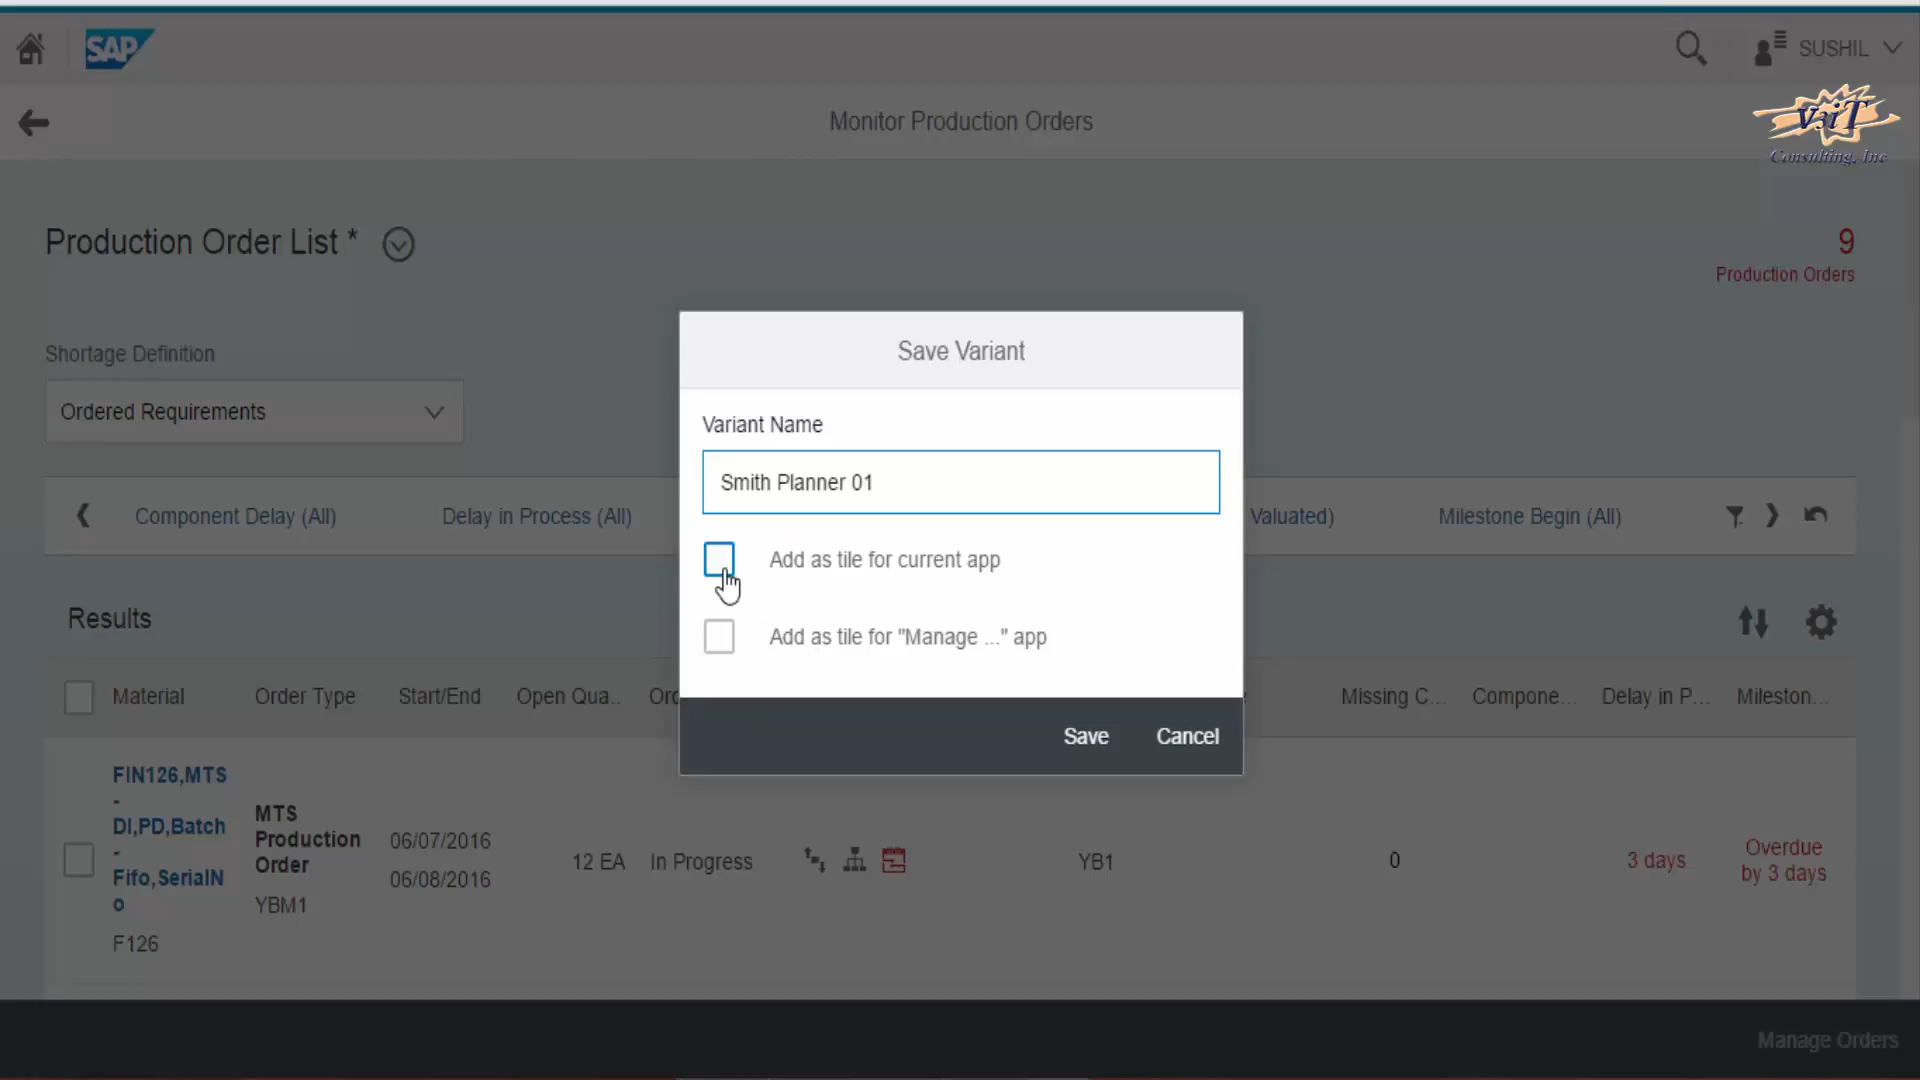 SAP
SUSHIL
Monitor Production Orders
V3iT
Consulting, Inc
Production Order List *
9
Production Orders
Shortage Definition
Ordered Requirements
Save Variant
Variant Name
Smith Planner 01
Component Delay (All)
Delay in Process (All)
Valuated)
Milestone Begin (All)
Add as tile for current app
Add as tile for "Manage ..." app
Results
Material
Order Type
Start/End
Open Qua..
Ord
Missing C...
Compone...
Delay in P...
Mileston...
Save
Cancel
FIN126,MTS
-
DI,PD,Batch
-
Fifo,SerialN
o
F126
MTS
Production
Order
YBM1
06/07/2016
06/08/2016
12 EA
In Progress
YB1
0
3 days
Overdue
by 3 days
Manage Orders